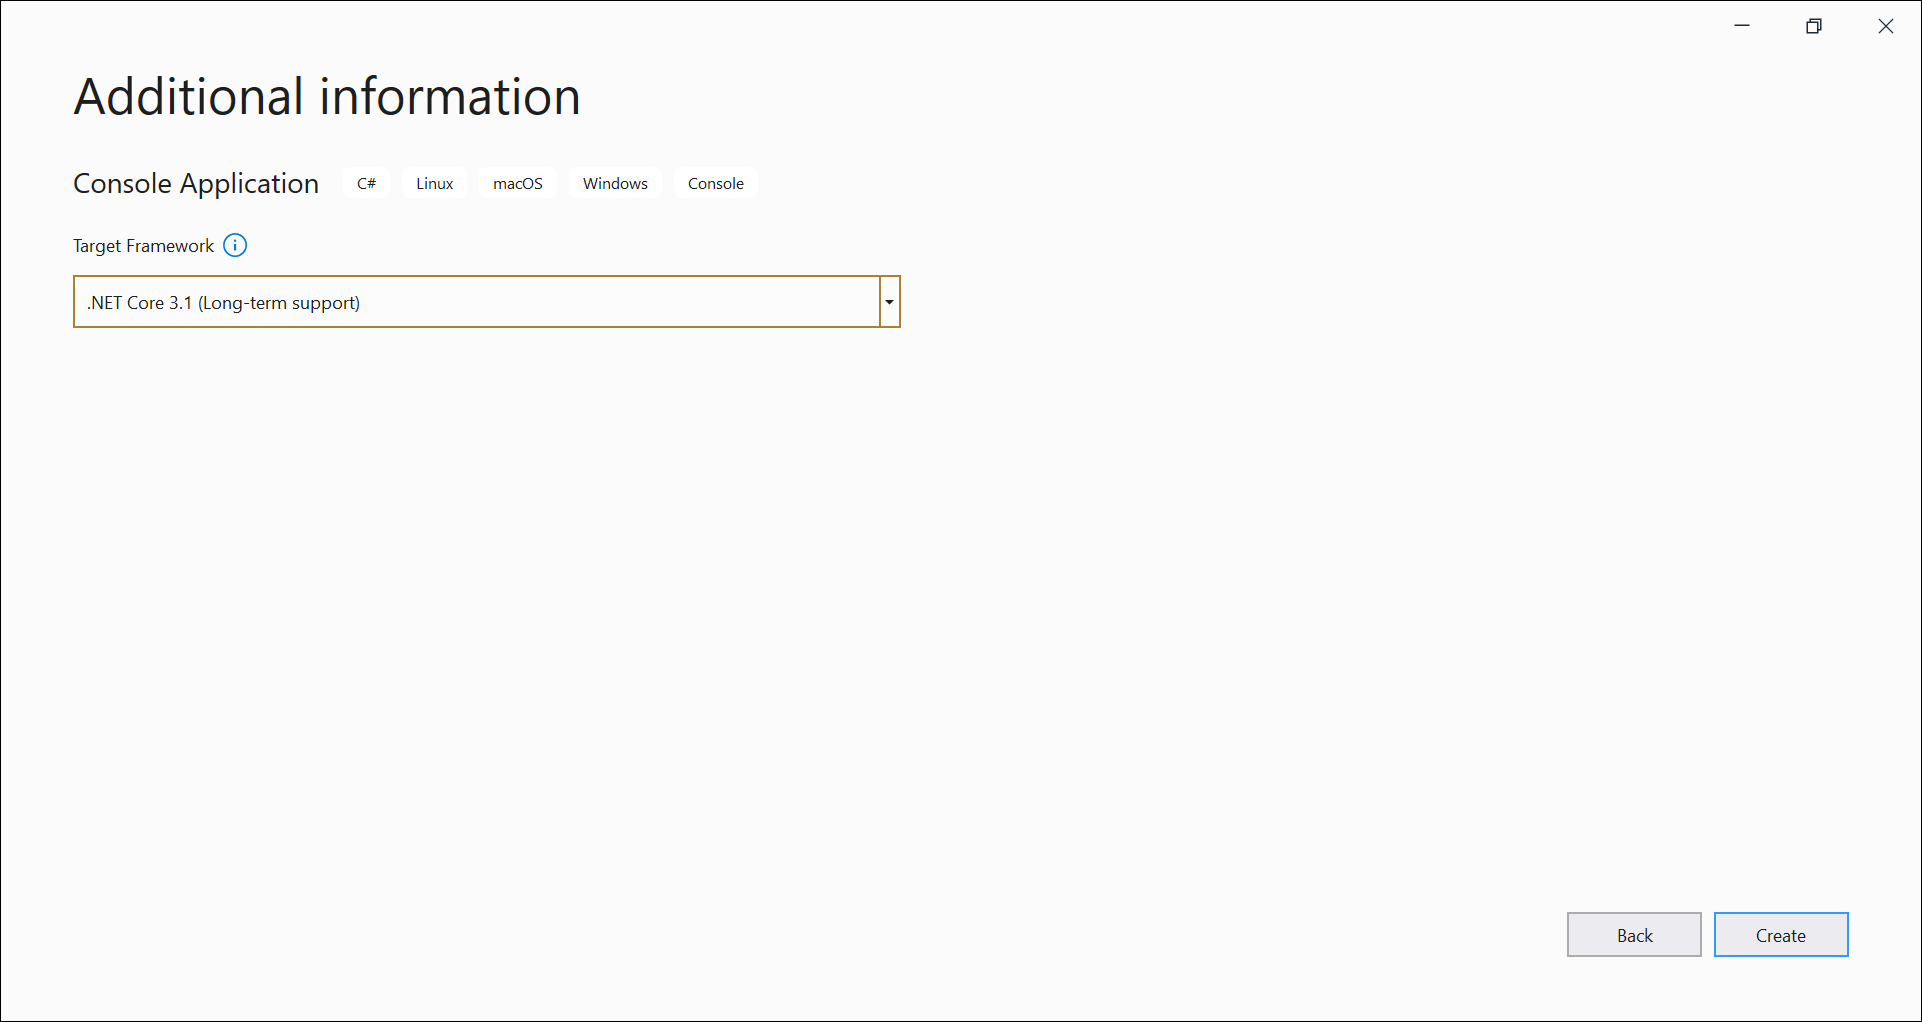 Additional information
Console Application C# Linux macOS Windows Console
Target Framework
.NET Core 3.1 (Long-term support)
Back Create